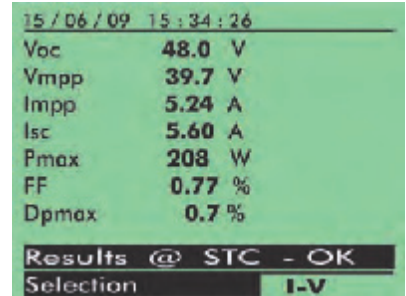 15/06/09 15:34:26
Voc 48.0 V
Vmpp 39.7 V
Impp 5.24 A
Isc 5.60 A
Pmax 208 W
FF 0.77 %
Dpmax 0.7 %
Results @ STC - OK
Selection I-V